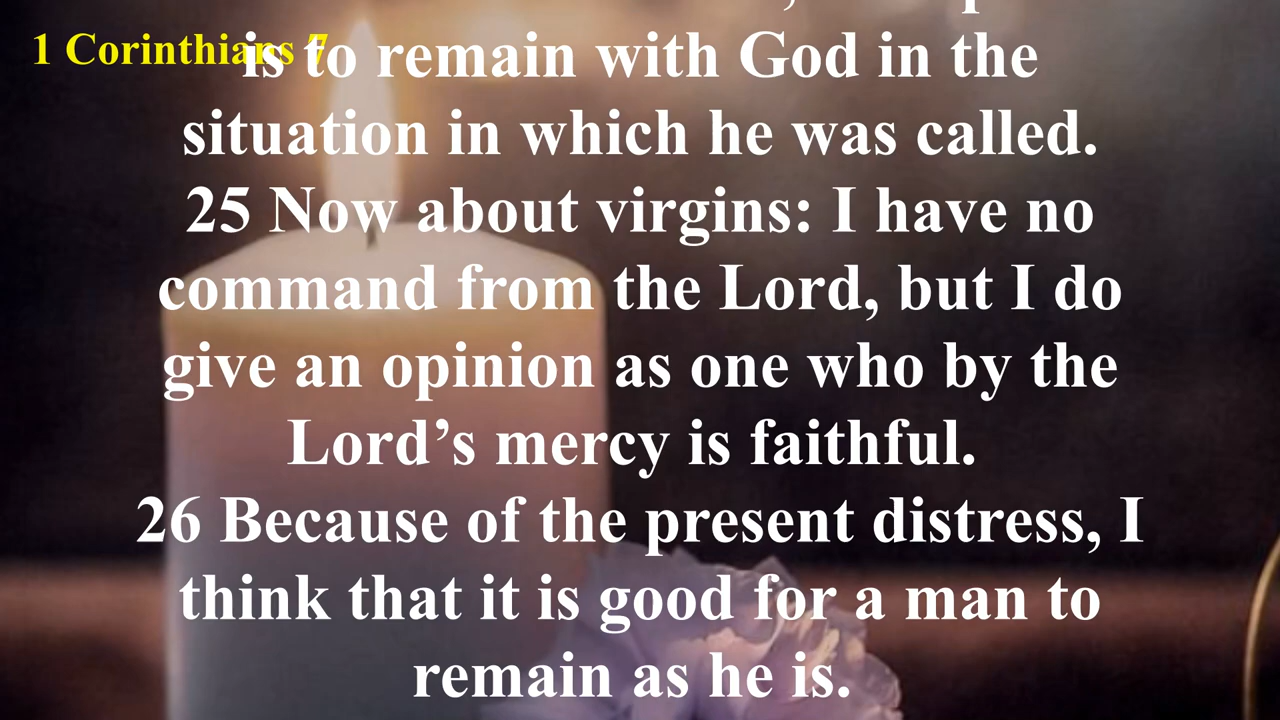 1 Corinthians 7
is to remain with God in the
situation in which he was called.
25 Now about virgins: I have no
command from the Lord, but I do
give an opinion as one who by the
Lord’s mercy is faithful.
26 Because of the present distress, I
think that it is good for a man to
remain as he is.